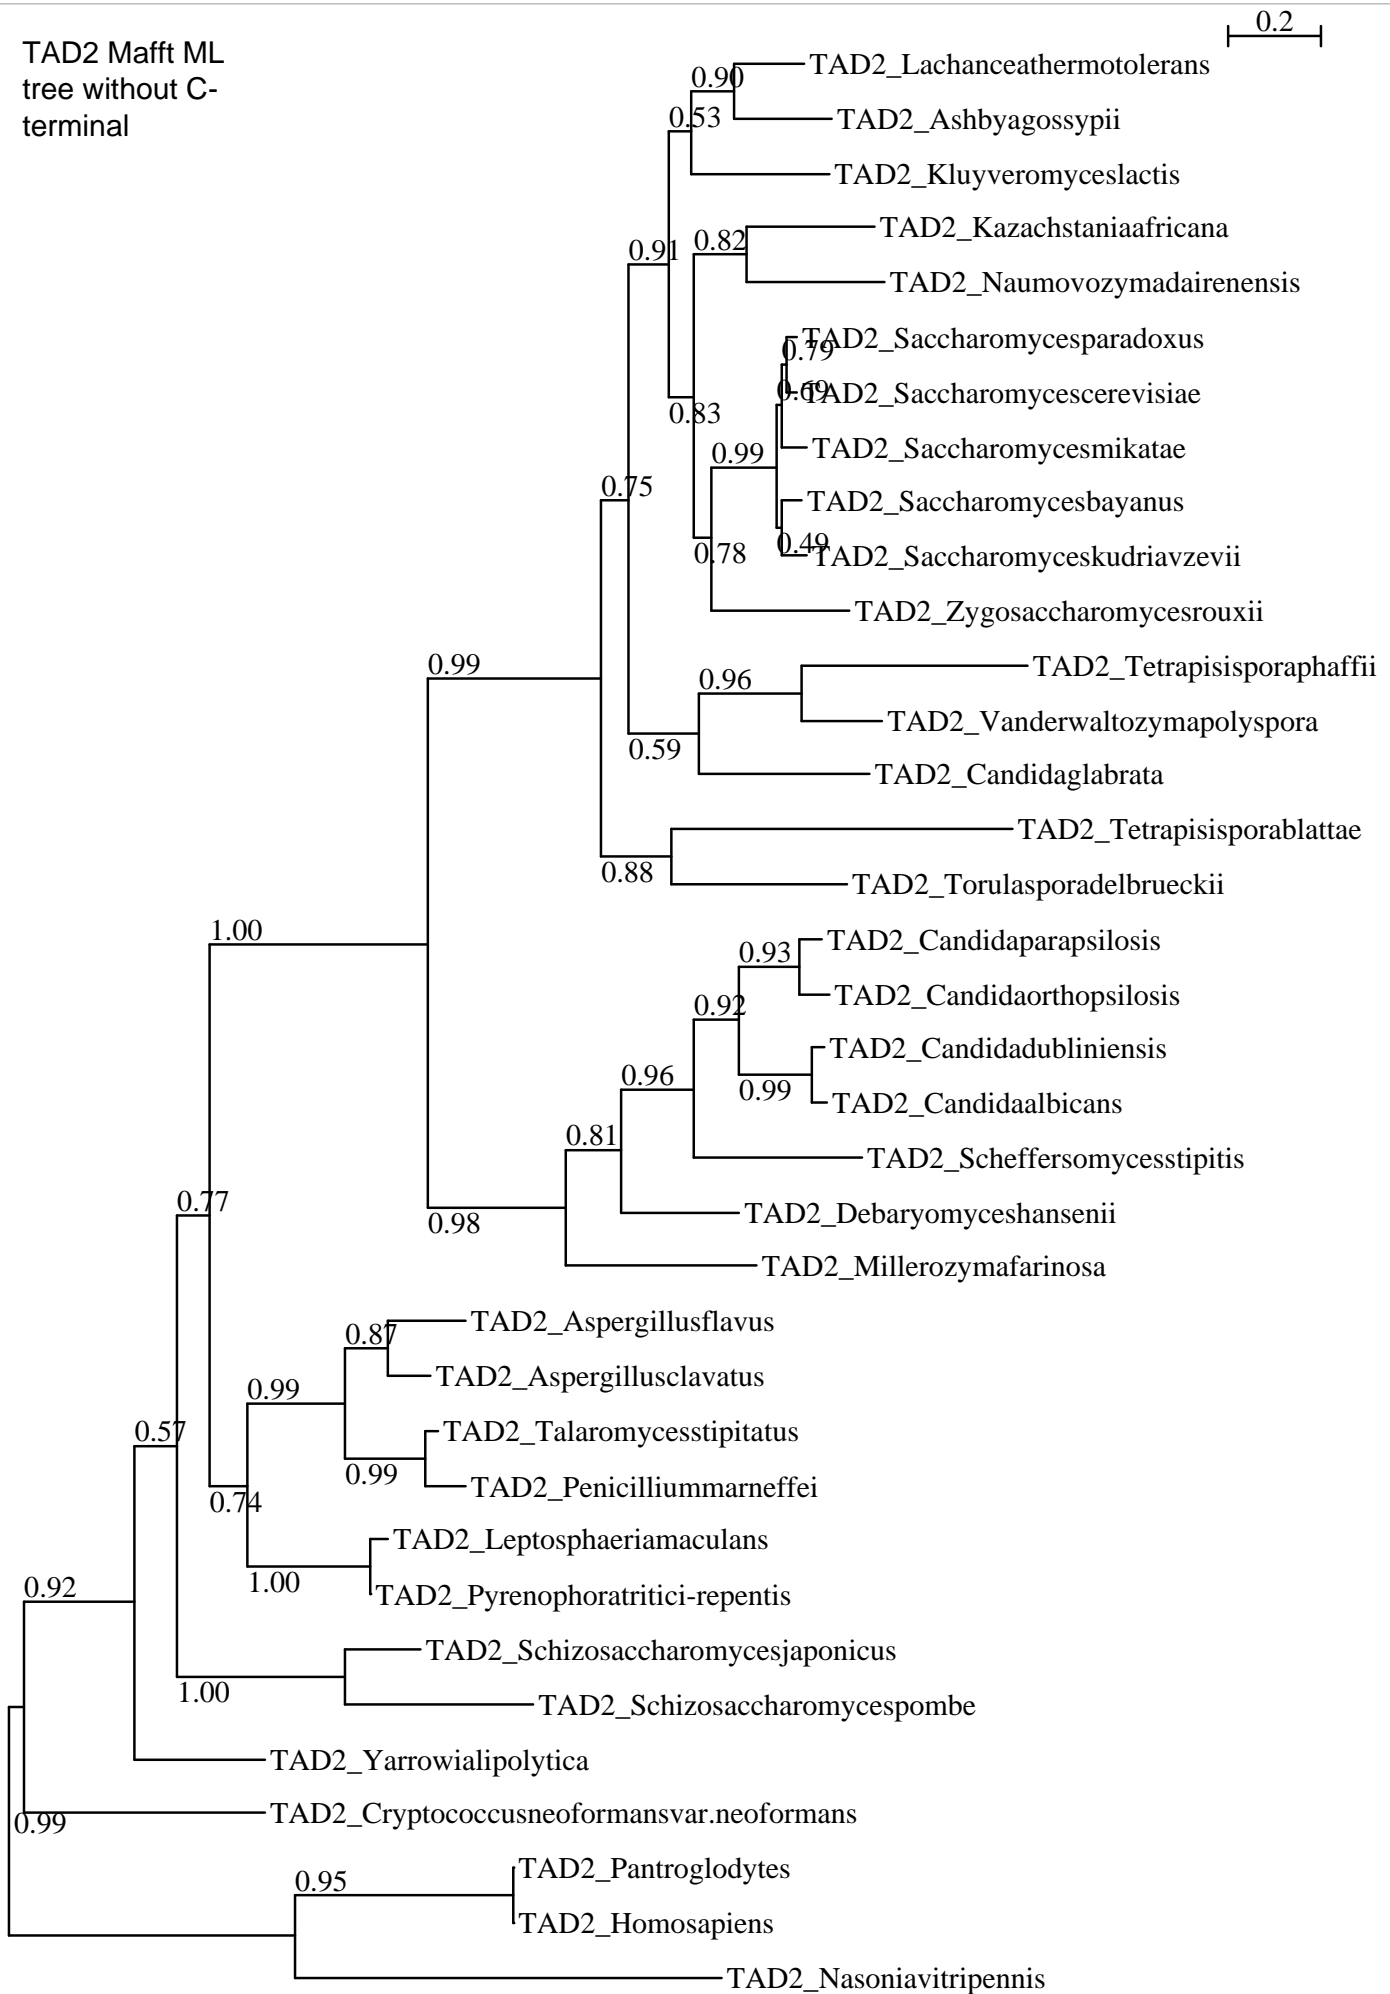 0.2
TAD2 Mafft ML
tree without C-
terminal
TAD2_Lachanceathermotolerans
0.90
TAD2_Ashbyagossypii
0.53
TAD2_Kluyveromyceslactis
TAD2_Kazachstaniaafricana
0.82
0.91
TAD2_Naumovozymadairenensis
TAD2_Saccharomycesparadoxus
0.79
0.69
TAD2_Saccharomycescerevisiae
0.83
TAD2_Saccharomycesmikatae
0.99
0.75
TAD2_Saccharomycesbayanus
0.49
0.78
TAD2_Saccharomyceskudriavzevii
TAD2_Zygosaccharomycesrouxii
0.99
TAD2_Tetrapisisporaphaffii
0.96
TAD2_Vanderwaltozymapolyspora
0.59
TAD2_Candidaglabrata
TAD2_Tetrapisisporablattae
0.88
TAD2_Torulasporadelbrueckii
1.00
TAD2_Candidaparapsilosis
0.93
TAD2_Candidaorthopsilosis
0.92
TAD2_Candidadubliniensis
0.96
0.99
TAD2_Candidaalbicans
0.81
TAD2_Scheffersomycesstipitis
0.77
TAD2_Debaryomyceshansenii
0.98
TAD2_Millerozymafarinosa
TAD2_Aspergillusflavus
0.87
TAD2_Aspergillusclavatus
0.99
0.57
TAD2_Talaromycesstipitatus
0.99
TAD2_Penicilliummarneffei
0.74
TAD2_Leptosphaeriamaculans
1.00
0.92
TAD2_Pyrenophoratritici-repentis
TAD2_Schizosaccharomycesjaponicus
1.00
TAD2_Schizosaccharomycespombe
TAD2_Yarrowialipolytica
TAD2_Cryptococcusneoformansvar.neoformans
0.99
TAD2_Pantroglodytes
0.95
TAD2_Homosapiens
TAD2_Nasoniavitripennis